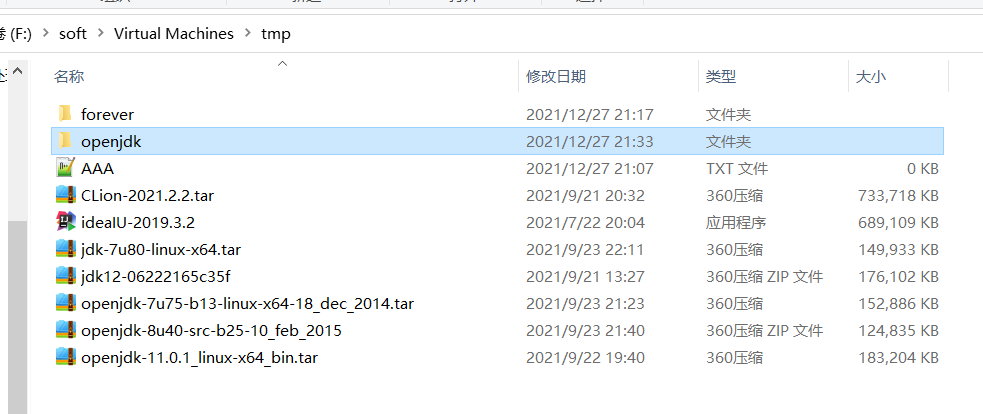 (F:) > soft > Virtual Machines > tmp
名称 修改日期 类型 大小
forever 2021/12/27 21:17 文件夹
openjdk 2021/12/27 21:33 文件夹
AAA 2021/12/27 21:07 TXT 文件 0 KB
CLion-2021.2.2.tar 2021/9/21 20:32 360压缩 733,718 KB
ideaIU-2019.3.2 2021/7/22 20:04 应用程序 689,109 KB
jdk-7u80-linux-x64.tar 2021/9/23 22:11 360压缩 149,933 KB
jdk12-06222165c35f 2021/9/21 13:27 360压缩 ZIP 文件 176,102 KB
openjdk-7u75-b13-linux-x64-18_dec_2014.tar 2021/9/23 21:23 360压缩 152,886 KB
openjdk-8u40-src-b25-10_feb_2015 2021/9/23 21:40 360压缩 ZIP 文件 124,835 KB
openjdk-11.0.1_linux-x64_bin.tar 2021/9/22 19:40 360压缩 183,204 KB